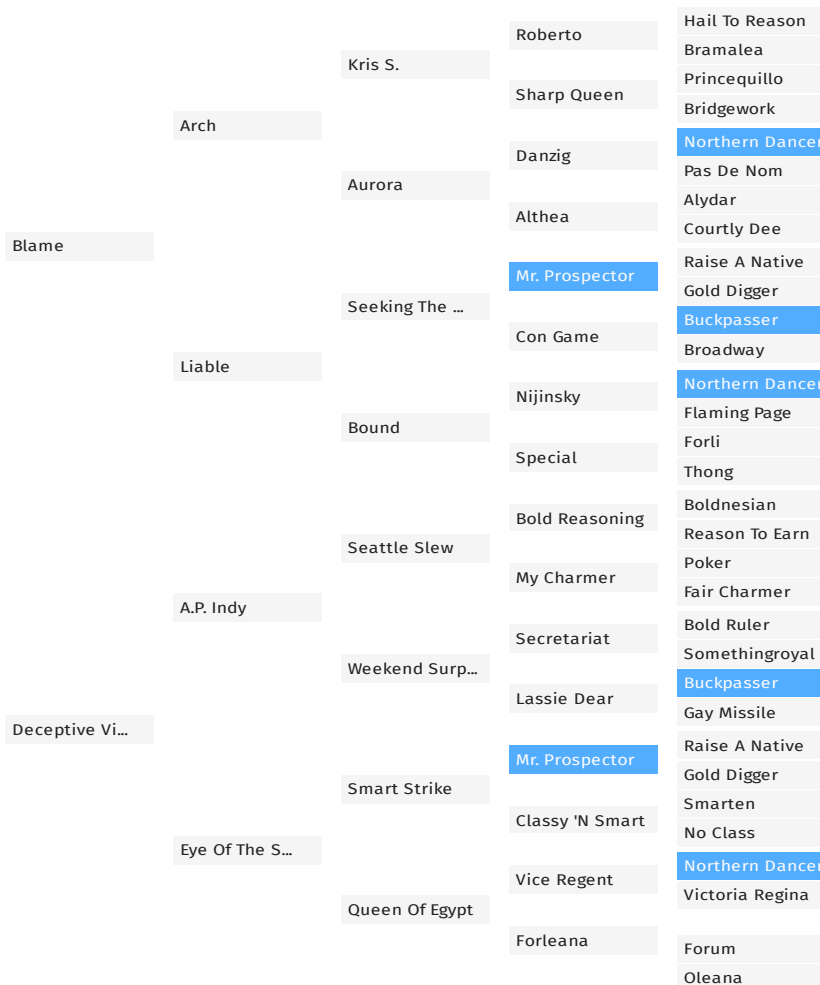 Hail To Reason
Roberto
Bramalea
Kris S.
Princequillo
Sharp Queen
Bridgework
Arch
Northern Dancer
Danzig
Pas De Nom
Aurora
Alydar
Althea
Courtly Dee
Blame
Raise A Native
Mr. Prospector
Gold Digger
Seeking The ...
Buckpasser
Con Game
Broadway
Liable
Northern Dancer
Nijinsky
Flaming Page
Bound
Forli
Special
Thong
Boldnesian
Bold Reasoning
Reason To Earn
Seattle Slew
Poker
My Charmer
Fair Charmer
A.P. Indy
Bold Ruler
Secretariat
Somethingroyal
Weekend Surp...
Buckpasser
Lassie Dear
Gay Missile
Deceptive Vi...
Raise A Native
Mr. Prospector
Gold Digger
Smart Strike
Smarten
Classy 'N Smart
No Class
Eye Of The S...
Northern Dancer
Vice Regent
Victoria Regina
Queen Of Egypt
Forleana
Forum
Oleana